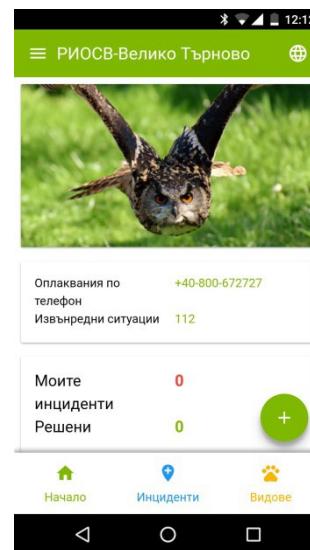 12:12
РИОСВ-Велико Търново
Оплаквания по +40-800-672727
телефон
Извънредни ситуации 112
Моите 0
инциденти
Решени 0
+
Начало Инциденти Видове